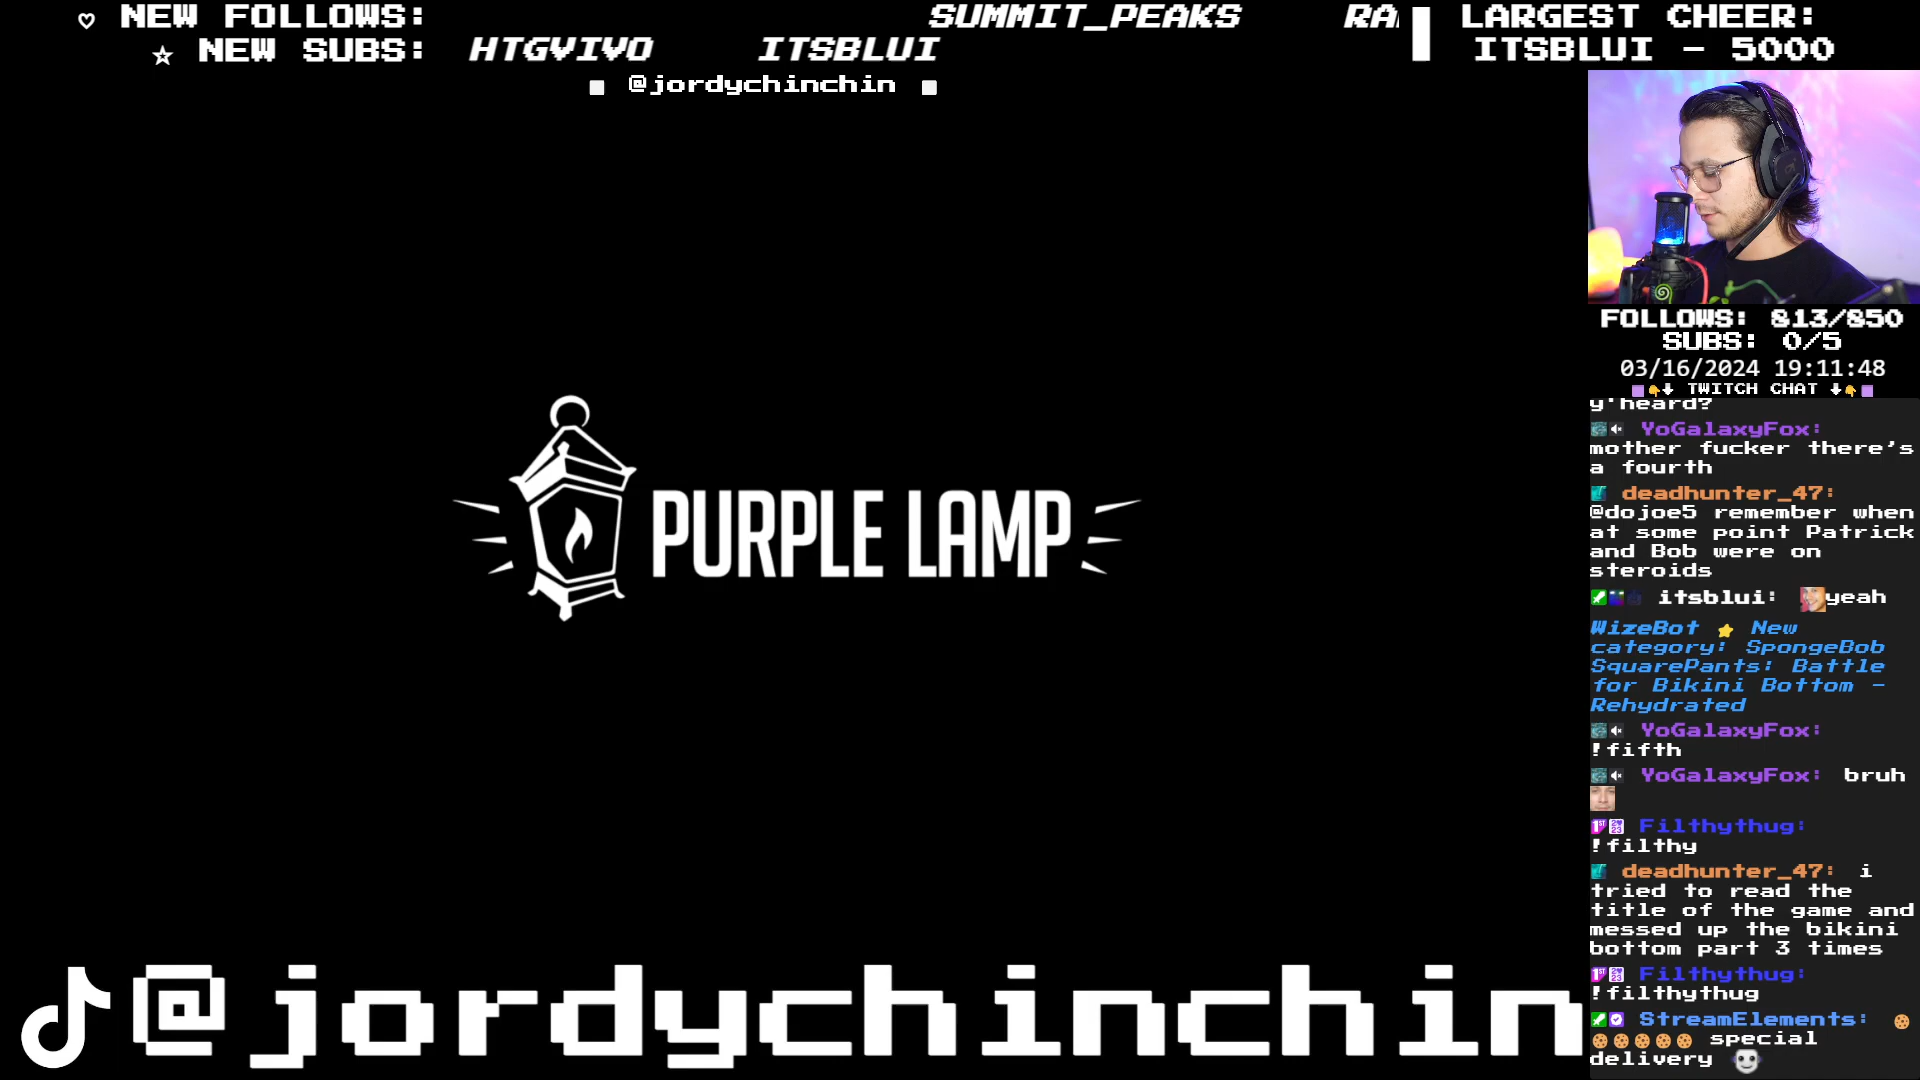 ♡ NEW FOLLOWS: SUMMIT_PEAKS RA
☆ NEW SUBS: HTGVIVO ITSBLUI
LARGEST CHEER:
ITSBLUI - 5000
@jordychinchin
PURPLE LAMP
@jordychinchin
FOLLOWS: 813/850
SUBS: 0/5
03/16/2024 19:11:48
TWITCH CHAT
y'heard?
YoGalaxyFox:
mother fucker there's
a fourth
deadhunter_47:
@dojoe5 remember when
at some point Patrick
and Bob were on
steroids
itsblui: yeah
WizeBot ⭐ New
category: SpongeBob
SquarePants: Battle
for Bikini Bottom -
Rehydrated
YoGalaxyFox:
!fifth
YoGalaxyFox: bruh
Filthythug:
!filthy
deadhunter_47: i
tried to read the
title of the game and
messed up the bikini
bottom part 3 times
Filthythug:
!filthythug
StreamElements: 🍪
🍪🍪🍪🍪🍪 special
delivery